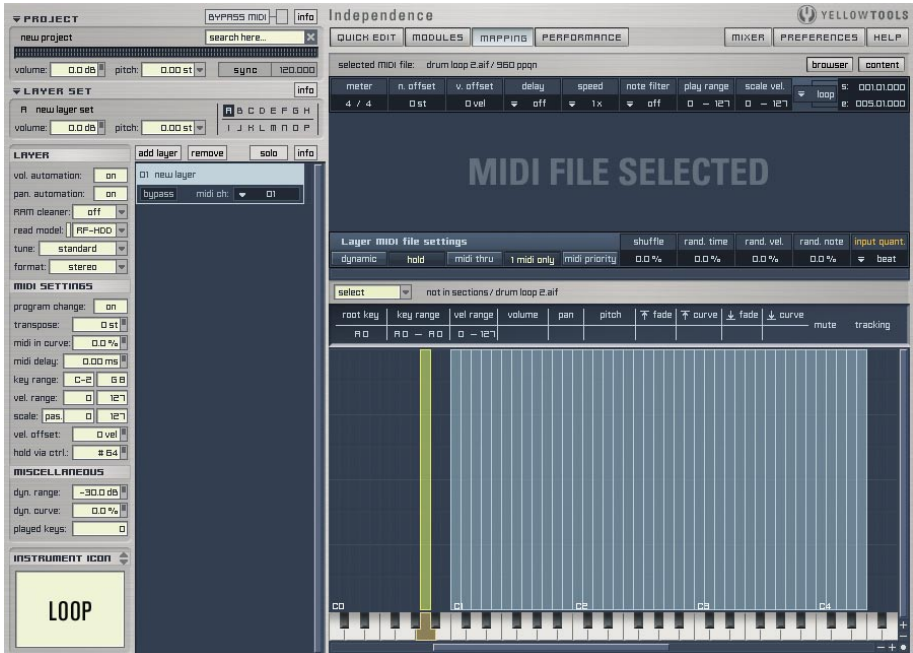 PROJECT BYPASS MIDI info
new project search here...
volume: 0.0 dB pitch: 0.00 st sync 120.000
LAYER SET info
A new layer set A B C D E F G H
volume: 0.0 dB pitch: 0.00 st I J K L M N O P
LAYER add layer remove solo info
vol. automation: on
pan. automation: on
RAM cleaner: off
read model: RF-HDD
tune: standard
format: stereo
MIDI SETTINGS
program change: on
transpose: 0 st
midi in curve: 0.0 %
midi delay: 0.00 ms
key range: C-2 G8
vel. range: 0 127
scale: pas. 0 127
vel. offset: 0 vel
hold via ctrl.: # 64
MISCELLANEOUS
dyn. range: -30.0 dB
dyn. curve: 0.0 %
played keys: 0
INSTRUMENT ICON
LOOP
01 new layer
bypass midi ch: 01
Independence YELLOWTOOLS
QUICK EDIT MODULES MAPPING PERFORMANCE MIXER PREFERENCES HELP
selected MIDI file: drum loop 2.aif / 960 ppqn browser content
meter n. offset v. offset delay speed note filter play range scale vel. loop s: 001.01.000
4 / 4 0 st 0 vel off 1x off 0 - 127 0 - 127 e: 005.01.000
MIDI FILE SELECTED
Layer MIDI file settings shuffle rand. time rand. vel. rand. note input quant.
dynamic hold midi thru 1 midi only midi priority 0.0 % 0.0 % 0.0 % 0.0 % beat
select not in sections / drum loop 2.aif
root key key range vel range volume pan pitch fade curve fade curve mute tracking
A0 A0 - A0 0 - 127
C0 C1 C2 C3 C4